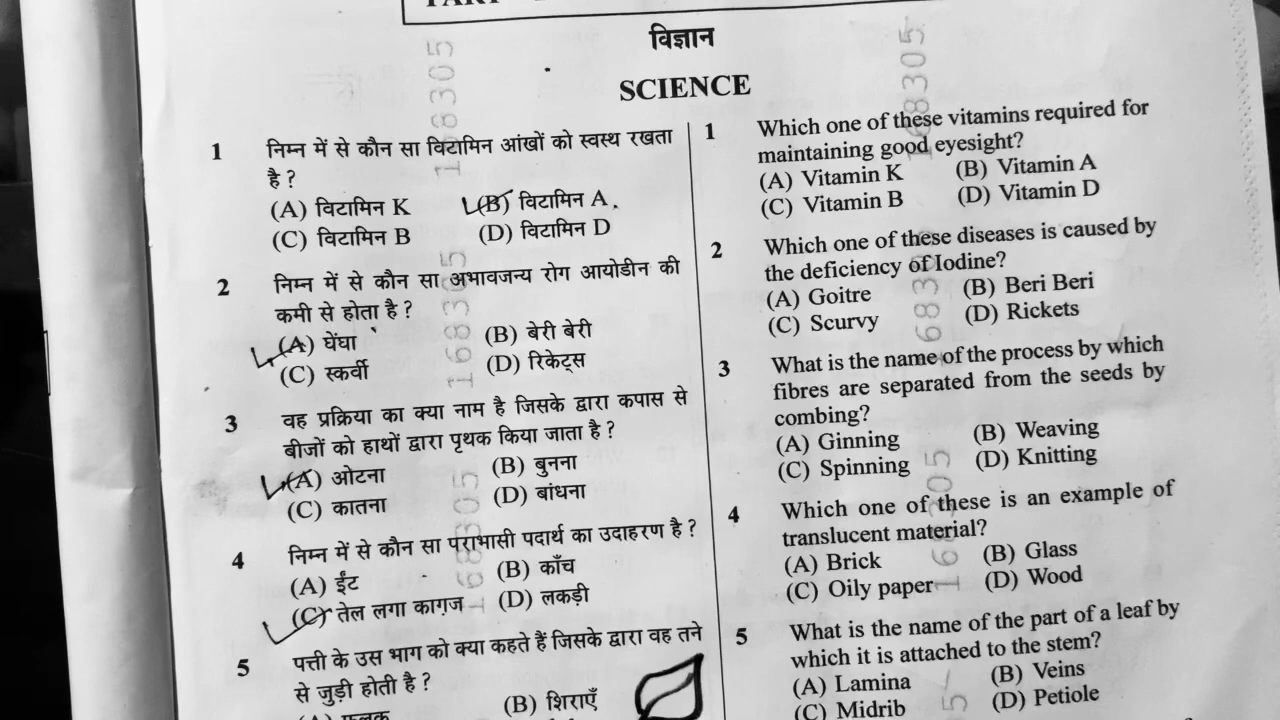 विज्ञान
SCIENCE
1 निम्न में से कौन सा विटामिन आंखों को स्वस्थ रखता
है ?
(A) विटामिन K (B) विटामिन A
(C) विटामिन B (D) विटामिन D
2 निम्न में से कौन सा अभावजन्य रोग आयोडीन की
कमी से होता है ?
(A) घेंघा (B) बेरी बेरी
(C) स्कर्वी (D) रिकेट्स
3 वह प्रक्रिया का क्या नाम है जिसके द्वारा कपास से
बीजों को हाथों द्वारा पृथक किया जाता है ?
(A) ओटना (B) बुनना
(C) कातना (D) बांधना
4 निम्न में से कौन सा पराभासी पदार्थ का उदाहरण है ?
(A) ईंट (B) काँच
(C) तेल लगा काग़ज (D) लकड़ी
5 पत्ती के उस भाग को क्या कहते हैं जिसके द्वारा वह तने
से जुड़ी होती है ?
(A) फलक (B) शिराएँ
1 Which one of these vitamins required for
maintaining good eyesight?
(A) Vitamin K (B) Vitamin A
(C) Vitamin B (D) Vitamin D
2 Which one of these diseases is caused by
the deficiency of Iodine?
(A) Goitre (B) Beri Beri
(C) Scurvy (D) Rickets
3 What is the name of the process by which
fibres are separated from the seeds by
combing?
(A) Ginning (B) Weaving
(C) Spinning (D) Knitting
4 Which one of these is an example of
translucent material?
(A) Brick (B) Glass
(C) Oily paper (D) Wood
5 What is the name of the part of a leaf by
which it is attached to the stem?
(A) Lamina (B) Veins
(C) Midrib (D) Petiole
168305
168305
168305
168305